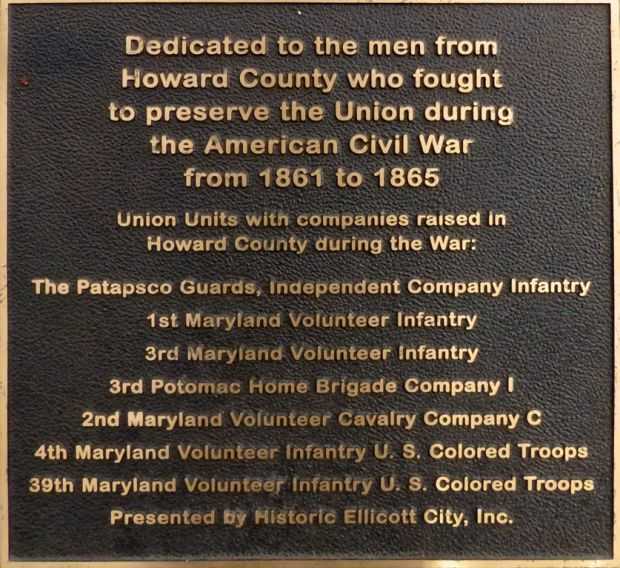 Dedicated to the men from
Howard County who fought
to preserve the Union during
the American Civil War
from 1861 to 1865
Union Units with companies raised in
Howard County during the War:
The Patapsco Guards, Independent Company Infantry
1st Maryland Volunteer Infantry
3rd Maryland Volunteer Infantry
3rd Potomac Home Brigade Company I
2nd Maryland Volunteer Cavalry Company C
4th Maryland Volunteer Infantry U. S. Colored Troops
39th Maryland Volunteer Infantry U. S. Colored Troops
Presented by Historic Ellicott City, Inc.